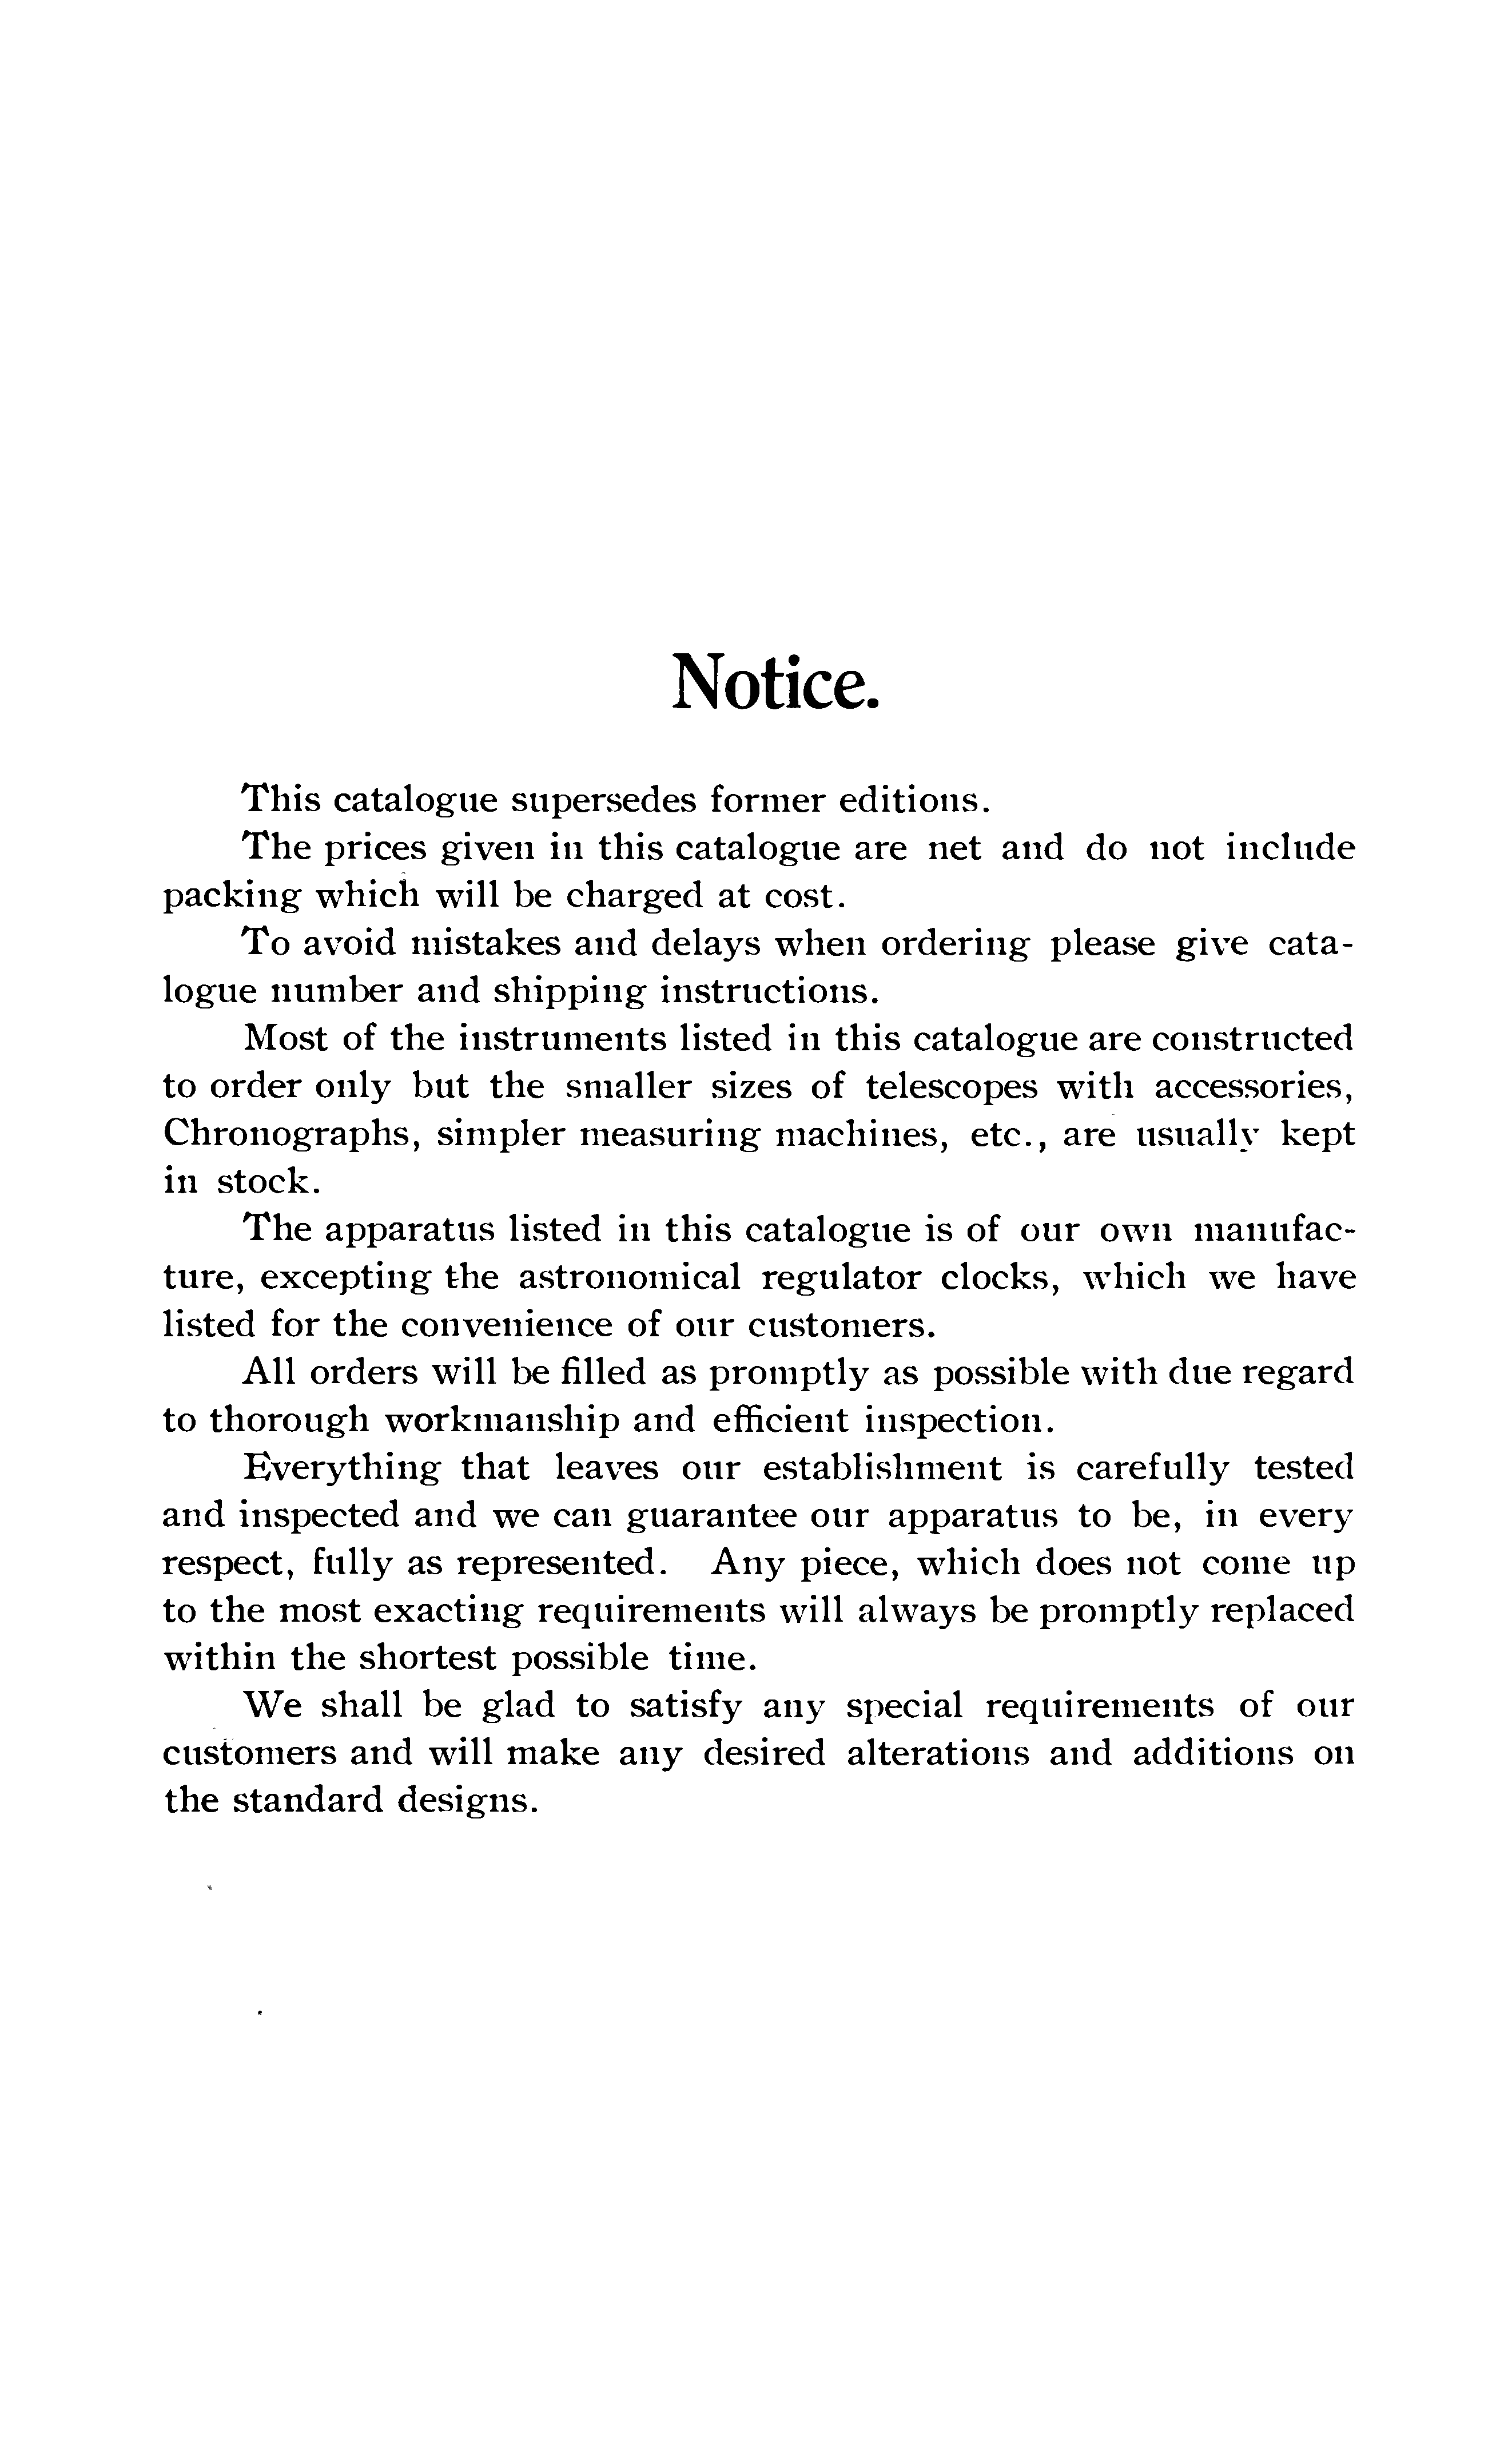 Notice.
This catalogue supersedes former editions.
The prices given in this catalogue are net and do not include
packing which will be charged at cost.
To avoid mistakes and delays when ordering please give cata-
logue number and shipping instructions.
Most of the instruments listed in this catalogue are constructed
to order only but the smaller sizes of telescopes with accessories,
Chronographs, simpler measuring machines, etc., are usually kept
in stock.
The apparatus listed in this catalogue is of our own manufac-
ture, excepting the astronomical regulator clocks, which we have
listed for the convenience of our customers.
All orders will be filled as promptly as possible with due regard
to thorough workmanship and efficient inspection.
Everything that leaves our establishment is carefully tested
and inspected and we can guarantee our apparatus to be, in every
respect, fully as represented. Any piece, which does not come up
to the most exacting requirements will always be promptly replaced
within the shortest possible time.
We shall be glad to satisfy any special requirements of our
customers and will make any desired alterations and additions on
the standard designs.